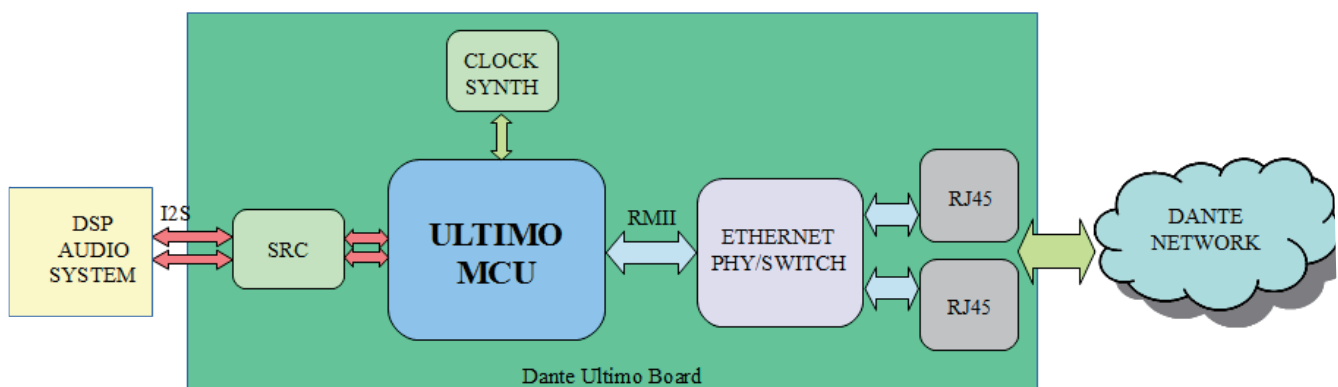 CLOCK
SYNTH
DSP
AUDIO
SYSTEM
I2S
SRC
ULTIMO
MCU
RMII
ETHERNET
PHY/SWITCH
RJ45
RJ45
DANTE
NETWORK
Dante Ultimo Board